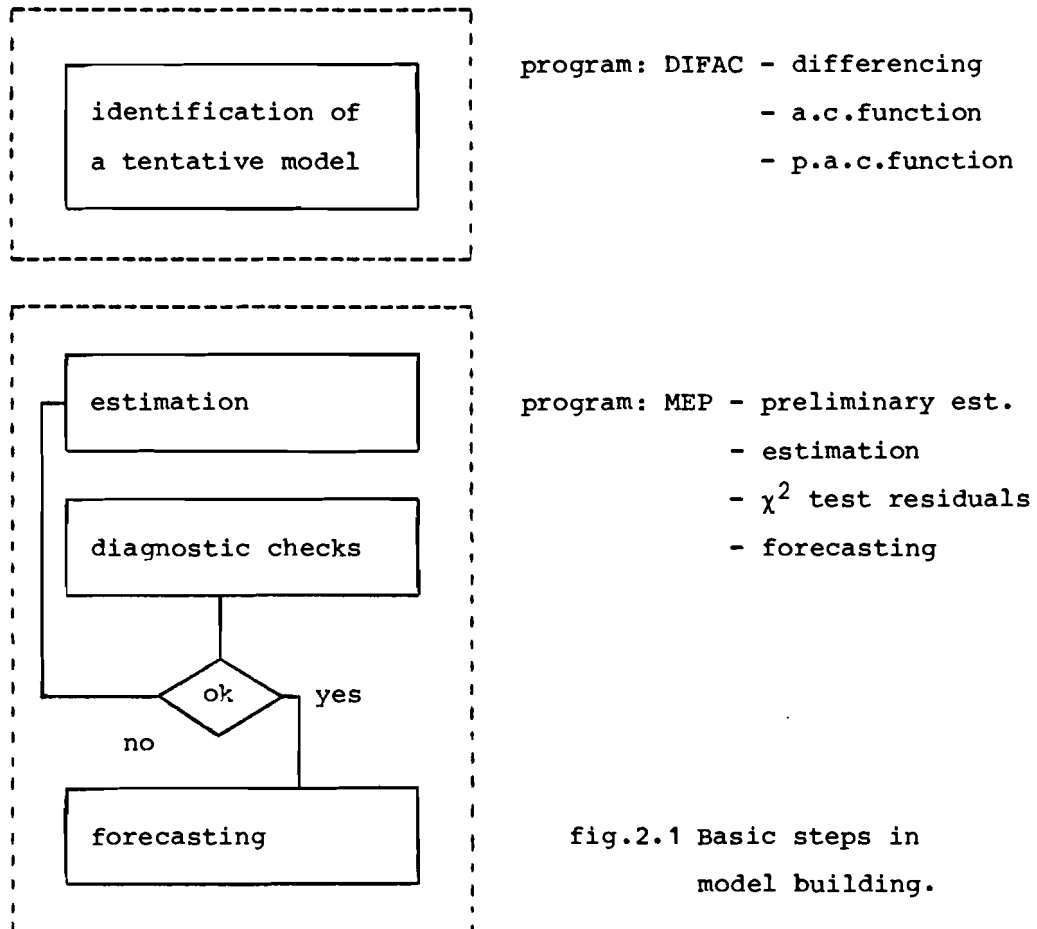 program: DIFAC - differencing
identification of
- a.c.function
a tentative model
- p.a.c.function
estimation
program: MEP - preliminary est.
- estimation
- χ² test residuals
diagnostic checks
- forecasting
ok
yes
no
forecasting
fig.2.1 Basic steps in
model building.